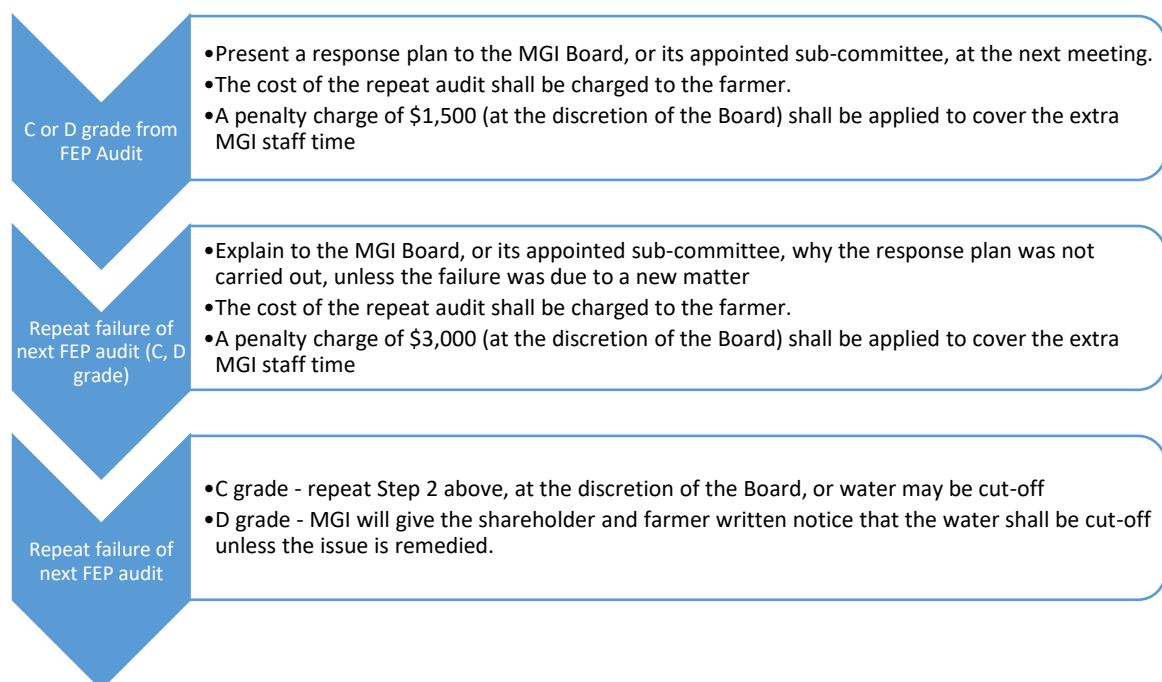 C or D grade from
FEP Audit
•Present a response plan to the MGI Board, or its appointed sub-committee, at the next meeting.
•The cost of the repeat audit shall be charged to the farmer.
•A penalty charge of $1,500 (at the discretion of the Board) shall be applied to cover the extra
MGI staff time
Repeat failure of
next FEP audit (C, D
grade)
•Explain to the MGI Board, or its appointed sub-committee, why the response plan was not
carried out, unless the failure was due to a new matter
•The cost of the repeat audit shall be charged to the farmer.
•A penalty charge of $3,000 (at the discretion of the Board) shall be applied to cover the extra
MGI staff time
Repeat failure of
next FEP audit
•C grade - repeat Step 2 above, at the discretion of the Board, or water may be cut-off
•D grade - MGI will give the shareholder and farmer written notice that the water shall be cut-off
unless the issue is remedied.